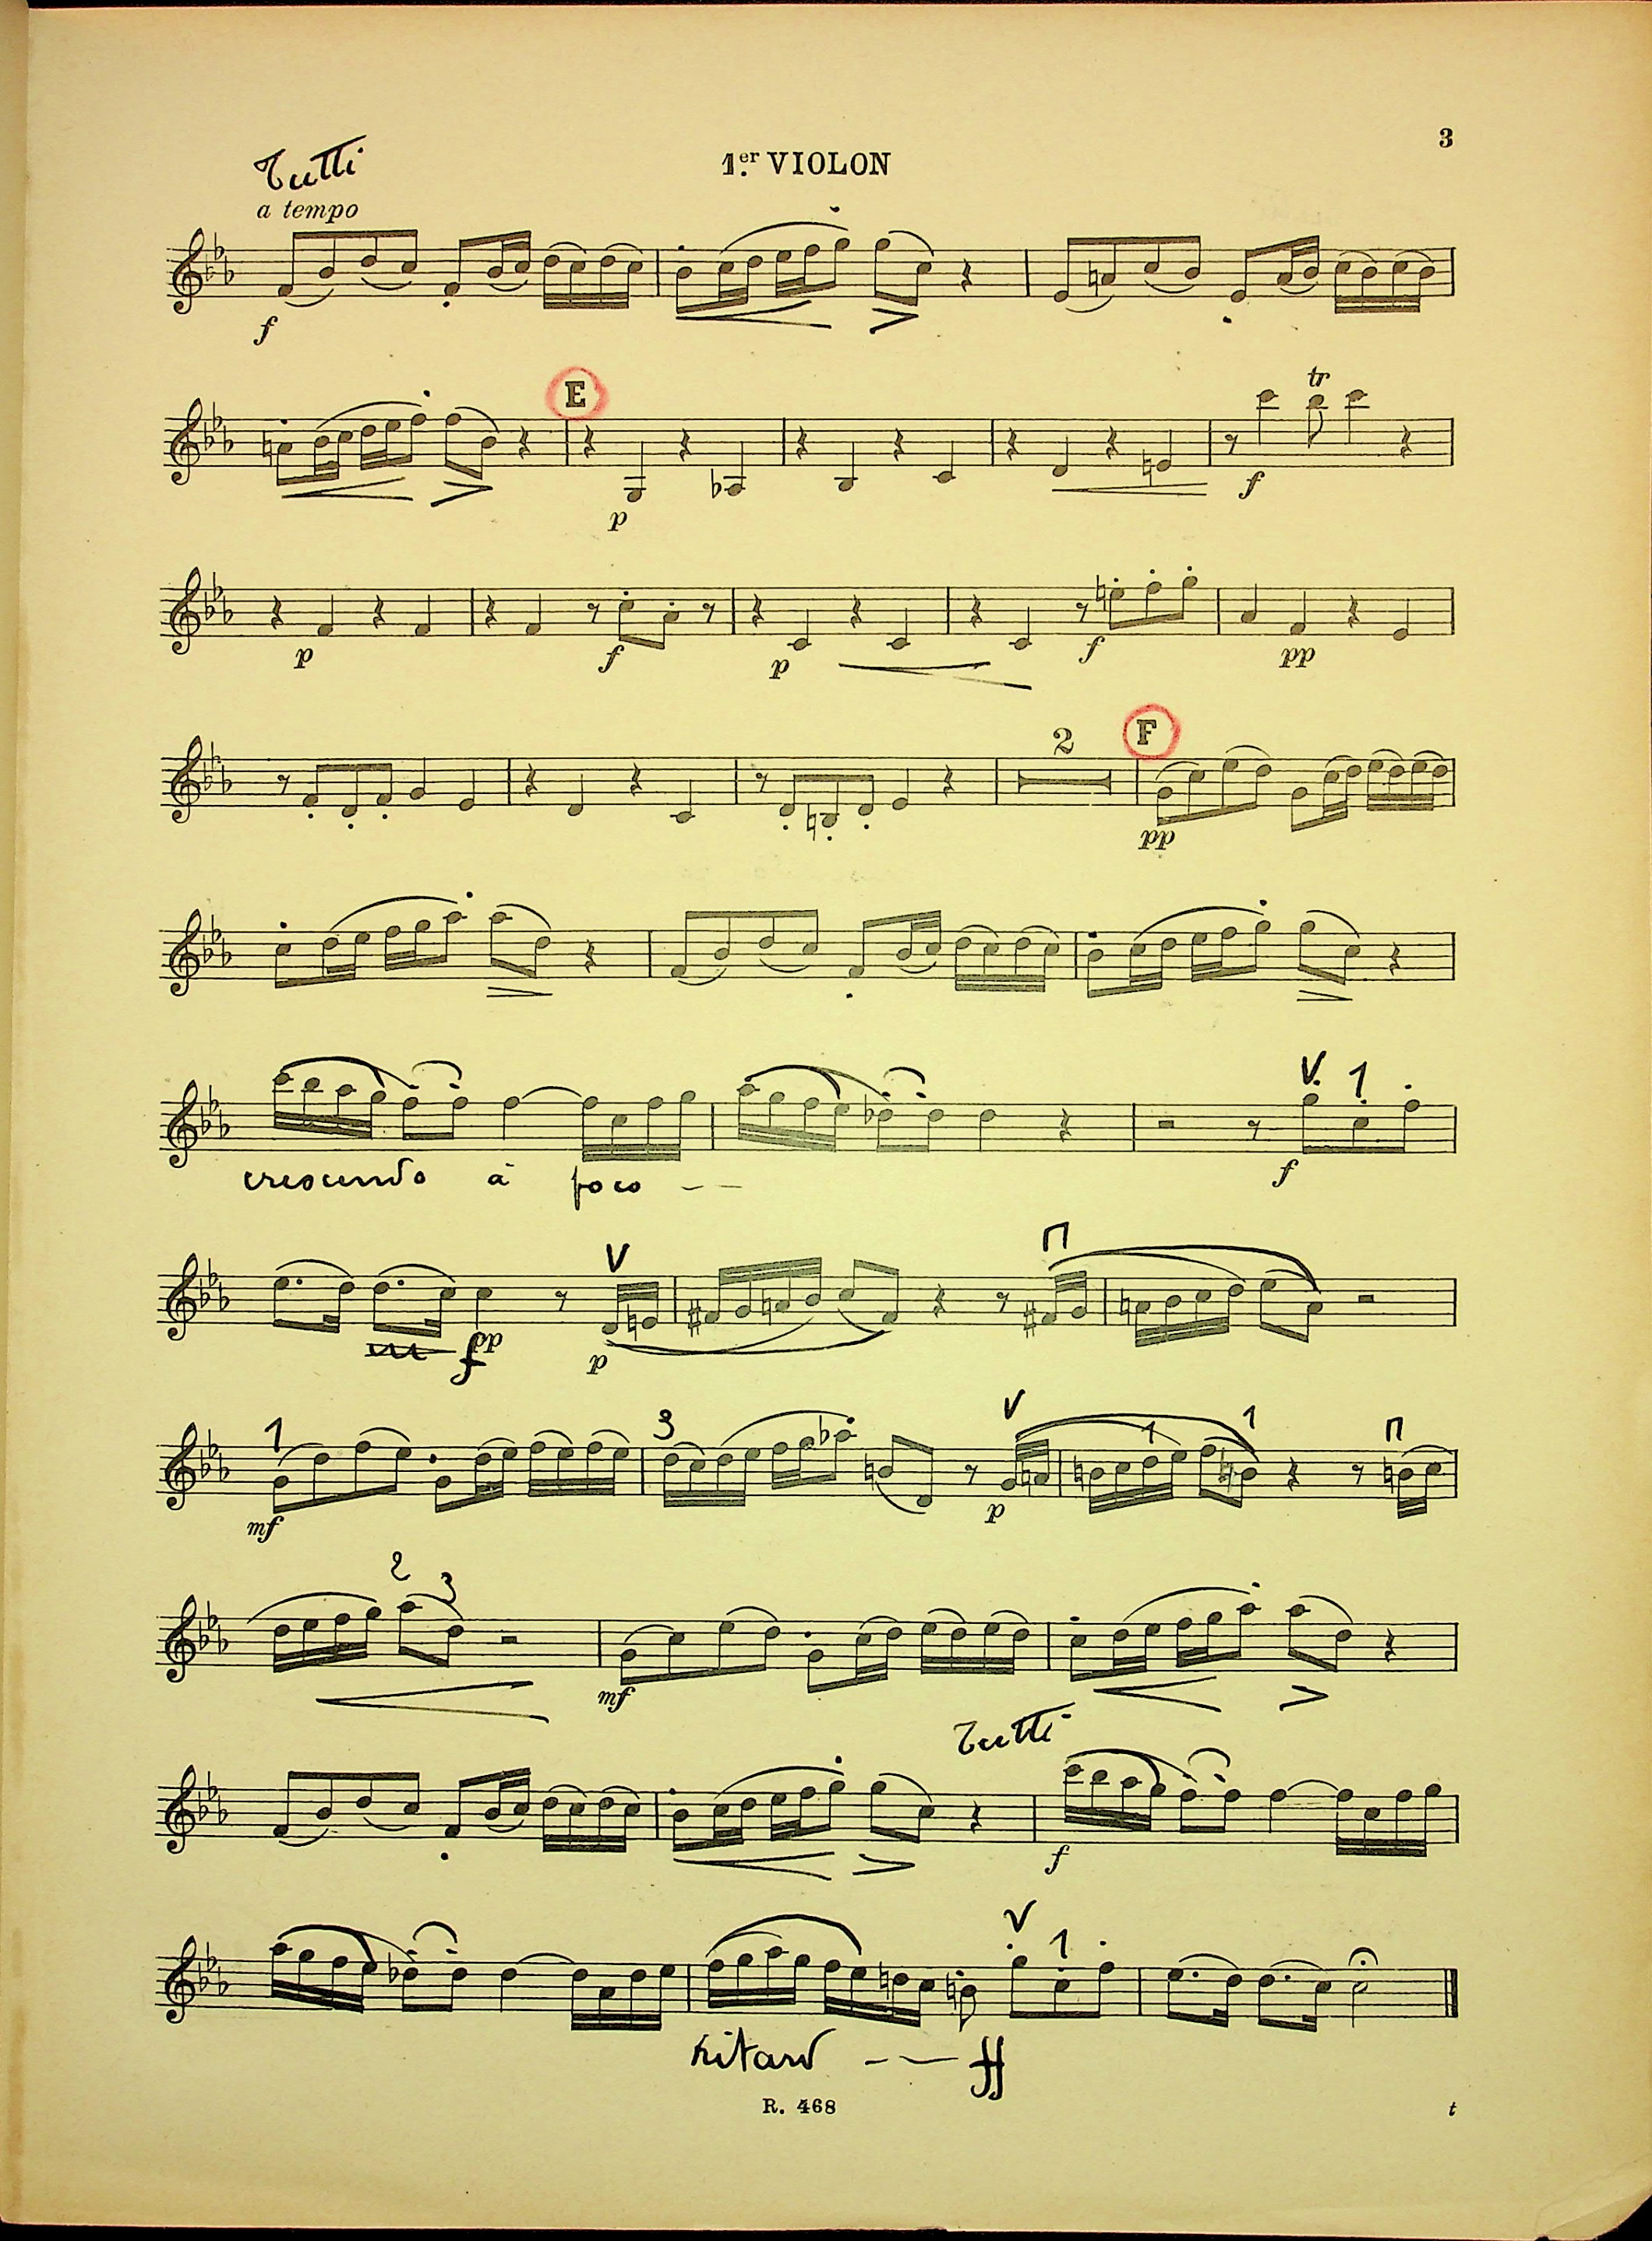 3
1.er VIOLON
Tutti
a tempo
f
E
tr
p
f
p
f
p
f
pp
2
F
pp
V 1
f
crescendo à poco - -
V
f pp
p
1 3 V 1 1
mf
p
2 3
mf
Tutti
f
V 1
ritard - - ff
R. 468
t